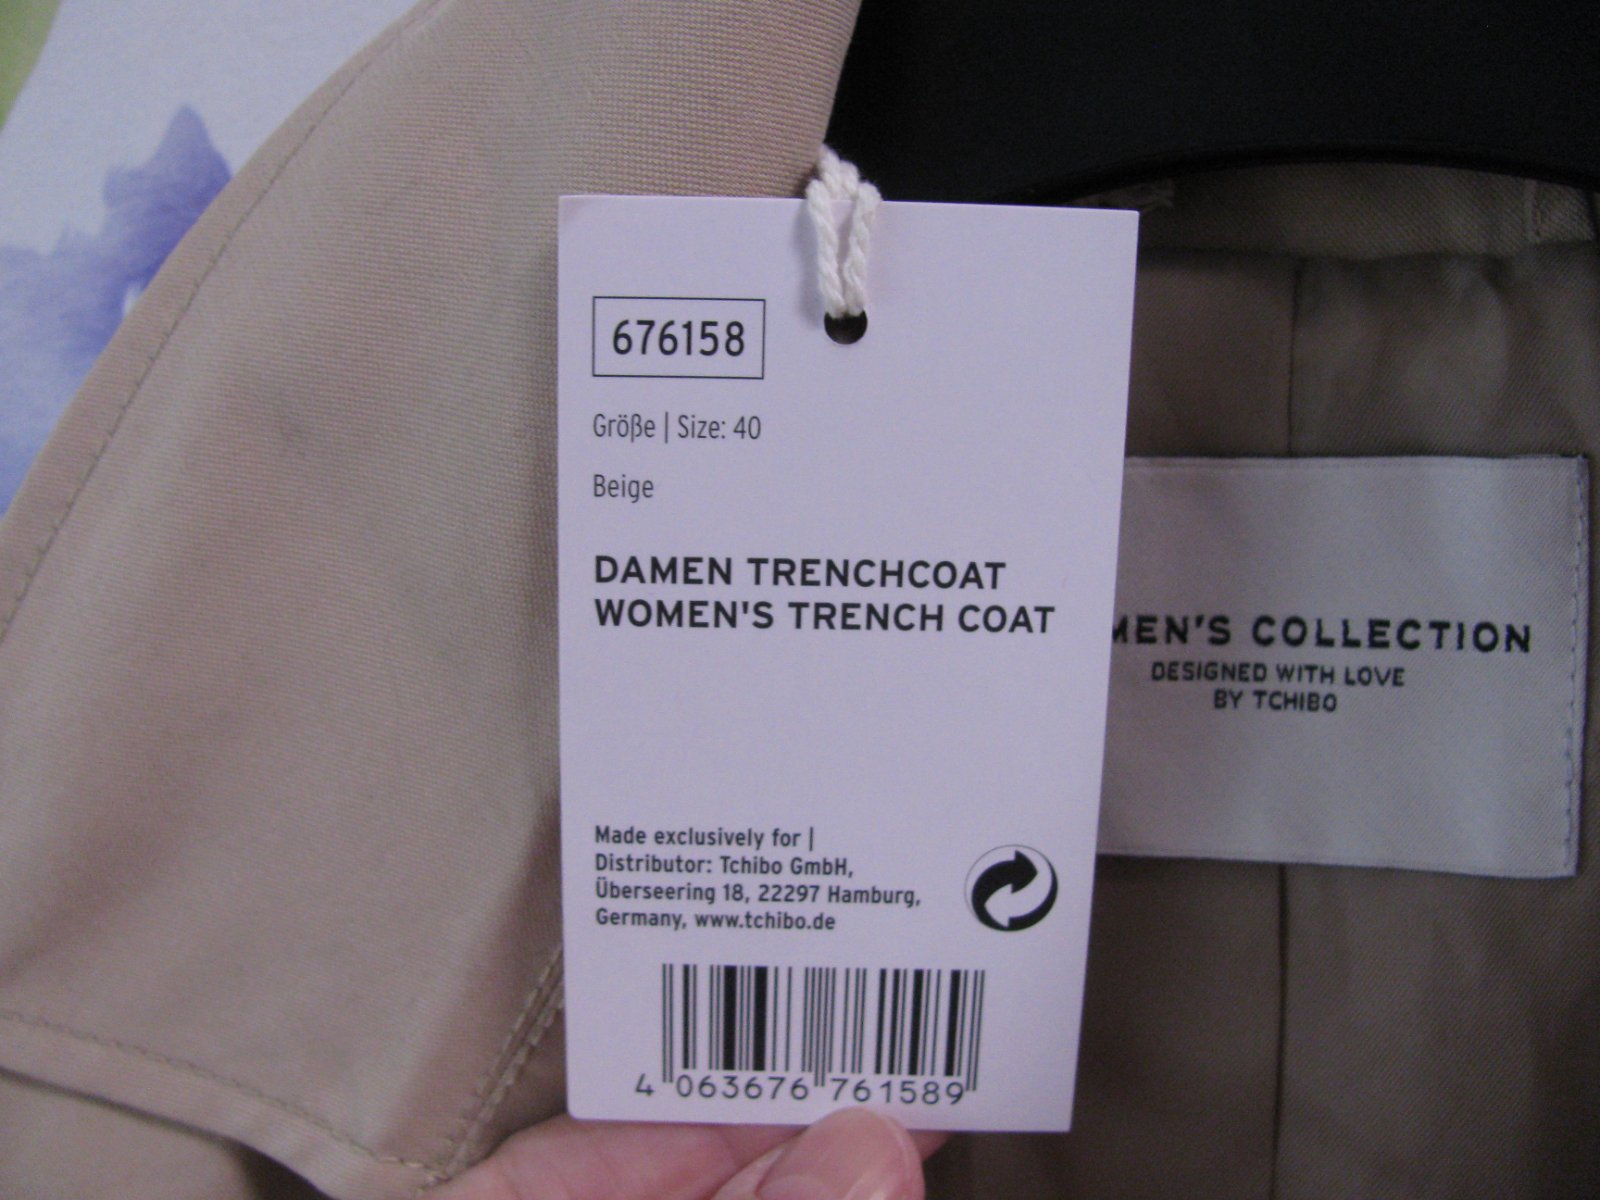 676158
Größe | Size: 40
Beige
DAMEN TRENCHCOAT
WOMEN'S TRENCH COAT
Made exclusively for |
Distributor: Tchibo GmbH,
Überseering 18, 22297 Hamburg,
Germany, www.tchibo.de
4 063676 761589
COLLECTION
DESIGNED WITH LOVE
BY TCHIBO